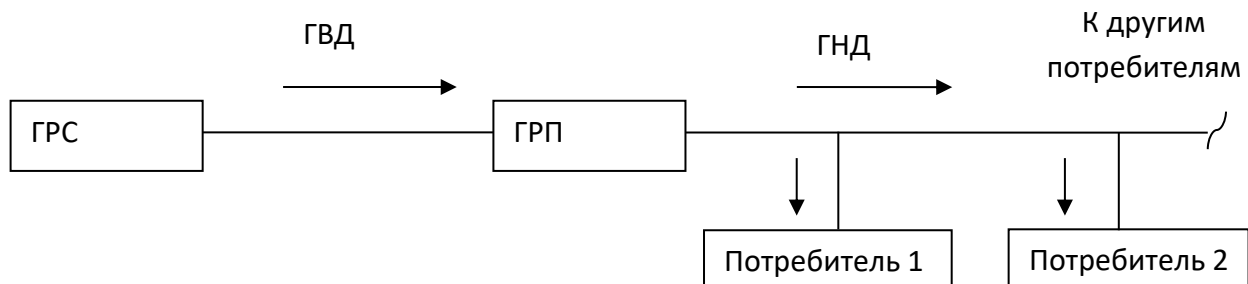 ГВД
ГНД
К другим
потребителям
ГРС
ГРП
Потребитель 1
Потребитель 2